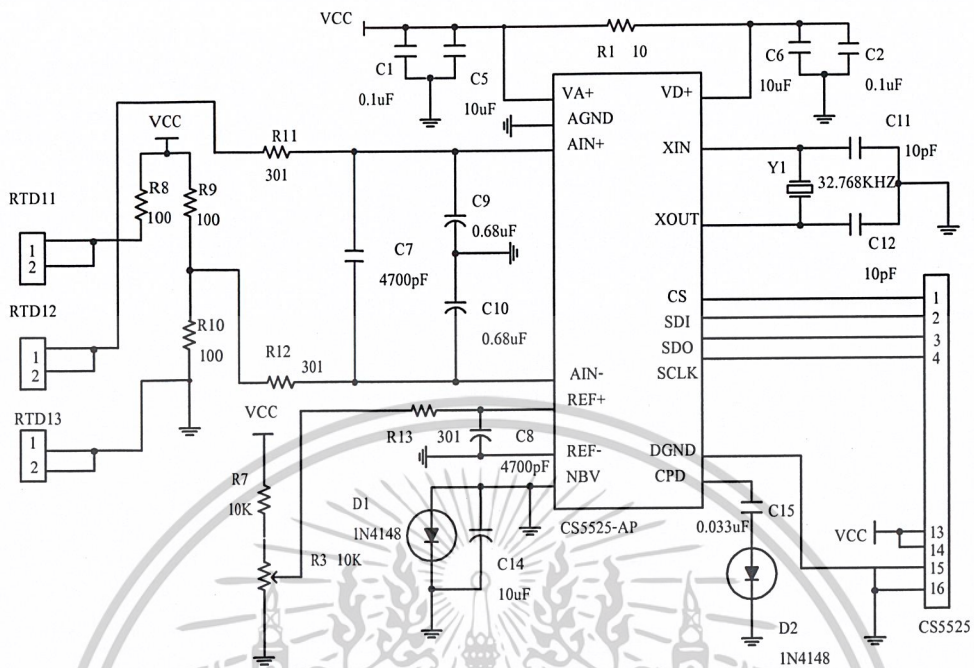 VCC
R1 10
C1
0.1uF
C5
10uF
C6
10uF
C2
0.1uF
VA+
AGND
AIN+
VD+
XIN
XOUT
C11
10pF
Y1
32.768KHZ
C12
10pF
VCC
R8
100
R9
100
R11
301
RTD11
1
2
C9
0.68uF
C7
4700pF
C10
0.68uF
R10
100
RTD12
1
2
R12 301
RTD13
1
2
CS
SDI
SDO
SCLK
1
2
3
4
AIN-
REF+
REF-
NBV
DGND
CPD
VCC
R13 301
C8
4700pF
R7
10K
R3 10K
D1
1N4148
C14
10uF
CS5525-AP
C15
0.033uF
D2
1N4148
VCC
13
14
15
16
CS5525